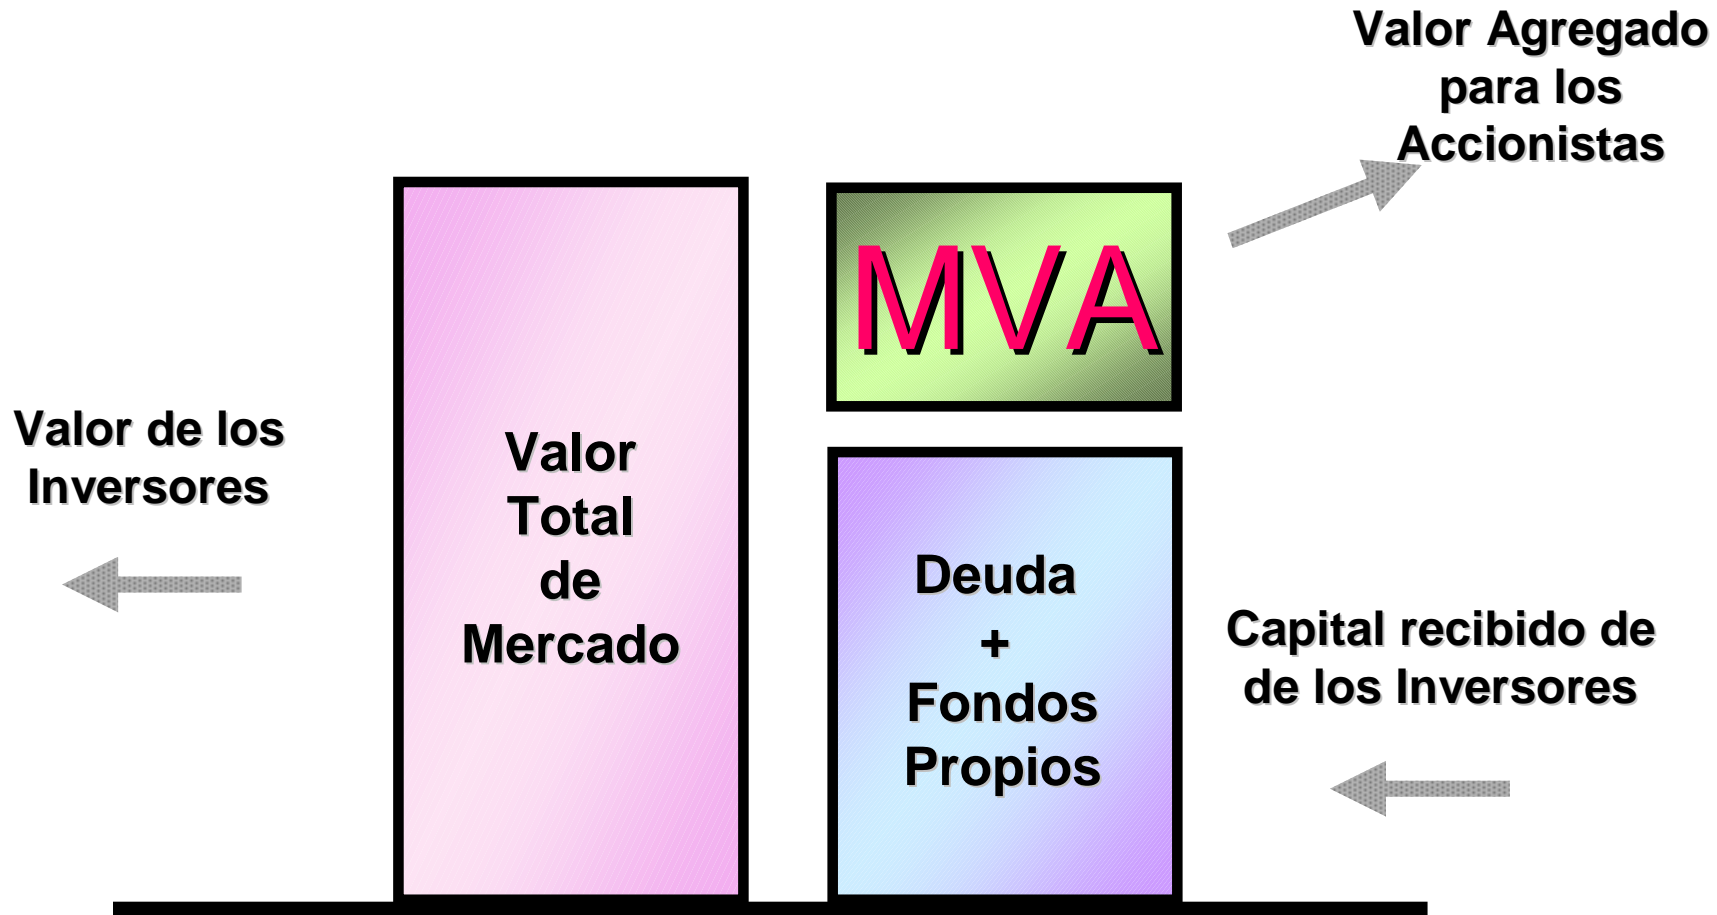 Valor Agregado
para los
Accionistas
MVA
Valor de los
Inversores
Valor
Total
de
Mercado
Deuda
+
Fondos
Propios
Capital recibido de
de los Inversores